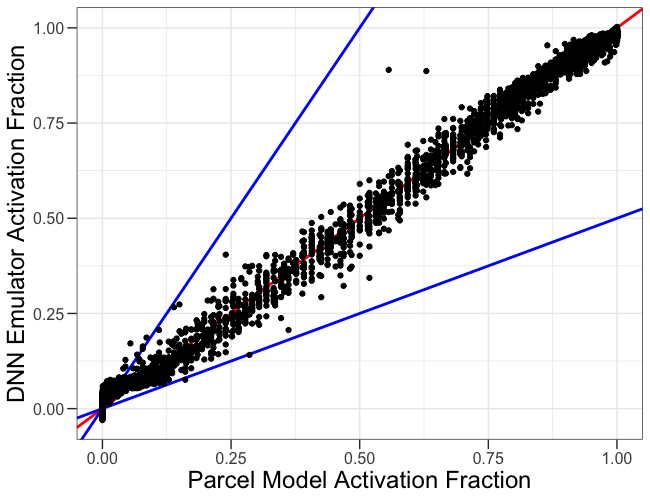 DNN Emulator Activation Fraction
1.00
0.75
0.50
0.25
0.00
0.00 0.25 0.50 0.75 1.00
Parcel Model Activation Fraction